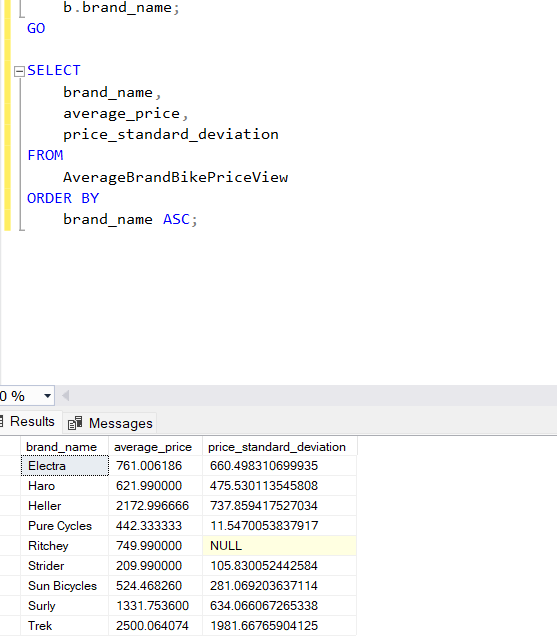 b.brand_name;
GO
SELECT
brand_name,
average_price,
price_standard_deviation
FROM
AverageBrandBikePriceView
ORDER BY
brand_name ASC;
0 %
Results Messages
brand_name average_price price_standard_deviation
Electra 761.006186 660.498310699935
Haro 621.990000 475.530113545808
Heller 2172.996666 737.859417527034
Pure Cycles 442.333333 11.5470053837917
Ritchey 749.990000 NULL
Strider 209.990000 105.830052442584
Sun Bicycles 524.468260 281.069203637114
Surly 1331.753600 634.066067265338
Trek 2500.064074 1981.66765904125